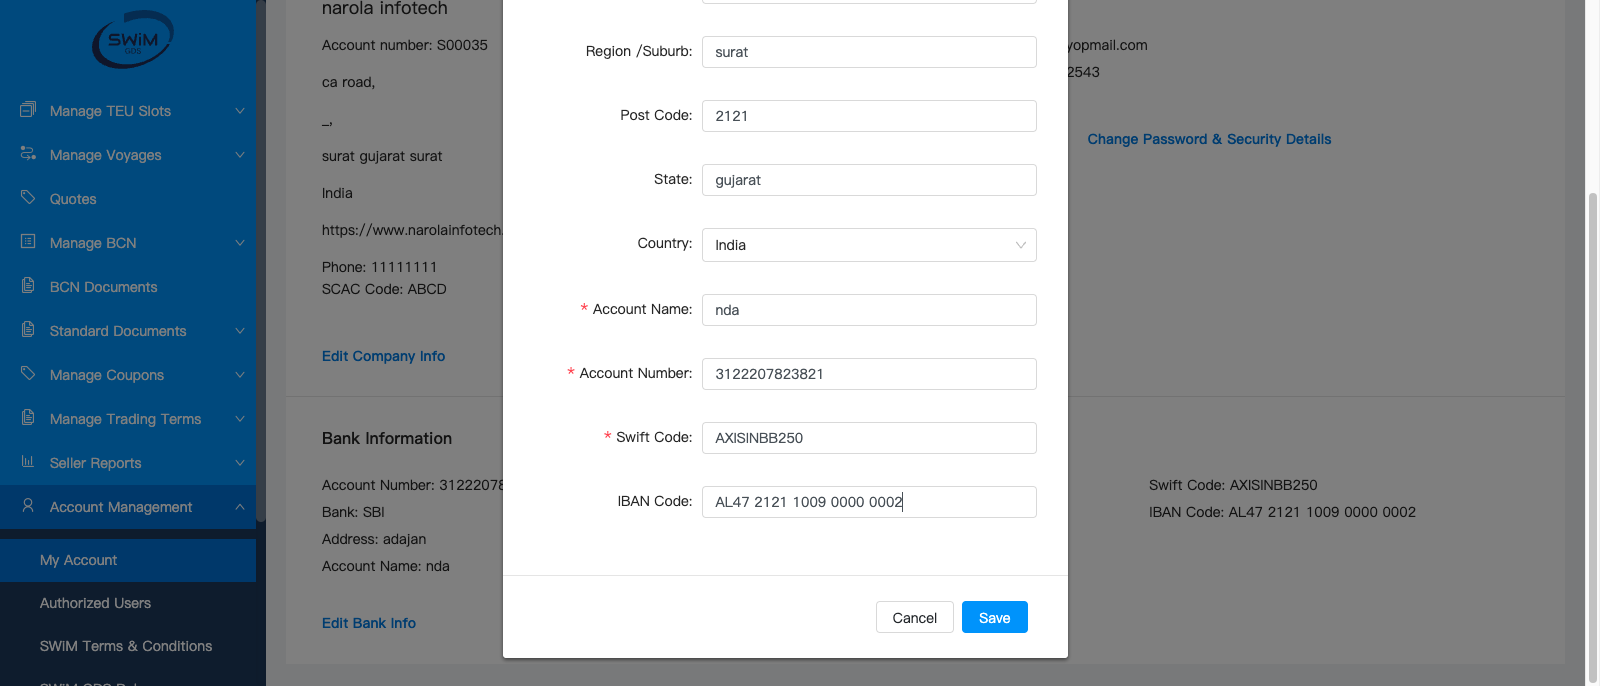 SWiM
GDS
Manage TEU Slots
Manage Voyages
Quotes
Manage BCN
BCN Documents
Standard Documents
Manage Coupons
Manage Trading Terms
Seller Reports
Account Management
My Account
Authorized Users
SWiM Terms & Conditions
narola infotech
Account number: S00035
ca road,
_,
surat gujarat surat
India
https://www.narolainfotech.
Phone: 11111111
SCAC Code: ABCD
Edit Company Info
yopmail.com
2543
Change Password & Security Details
Bank Information
Account Number: 31222078
Bank: SBI
Address: adajan
Account Name: nda
Edit Bank Info
Swift Code: AXISINBB250
IBAN Code: AL47 2121 1009 0000 0002
Region /Suburb: surat
Post Code: 2121
State: gujarat
Country: India
* Account Name: nda
* Account Number: 3122207823821
* Swift Code: AXISINBB250
IBAN Code: AL47 2121 1009 0000 0002
Cancel Save